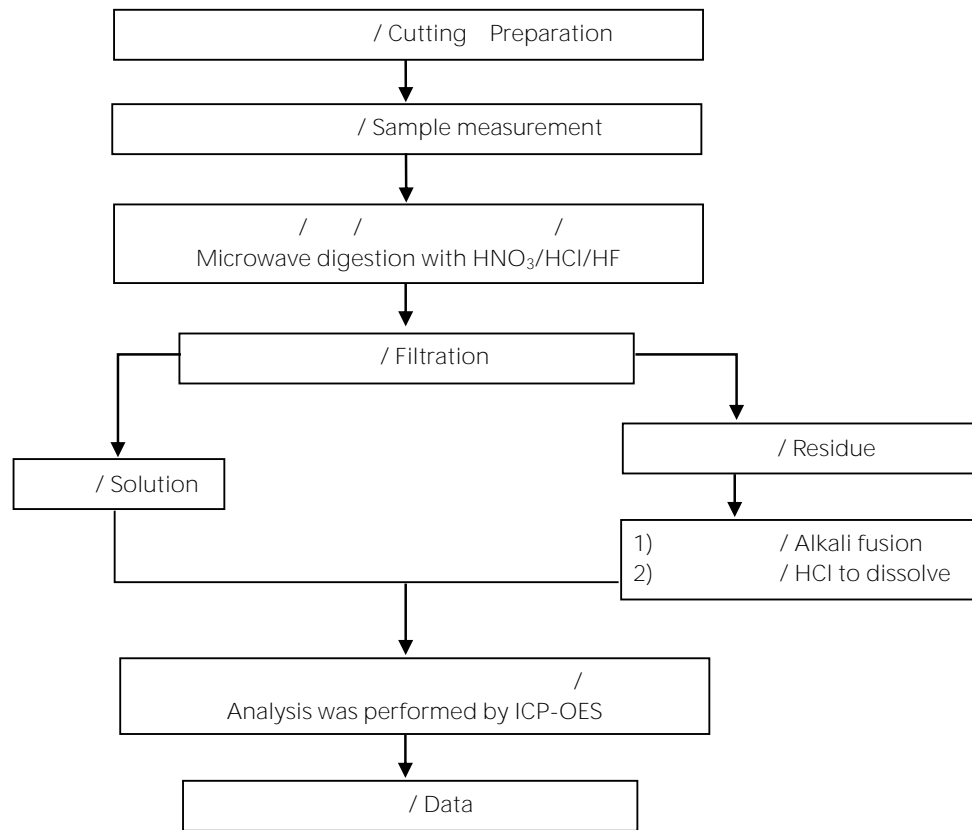 / Cutting Preparation
/ Sample measurement
/ / /
Microwave digestion with HNO₃/HCl/HF
/ Filtration
/ Residue
/ Solution
1) / Alkali fusion
2) / HCl to dissolve
/
Analysis was performed by ICP-OES
/ Data